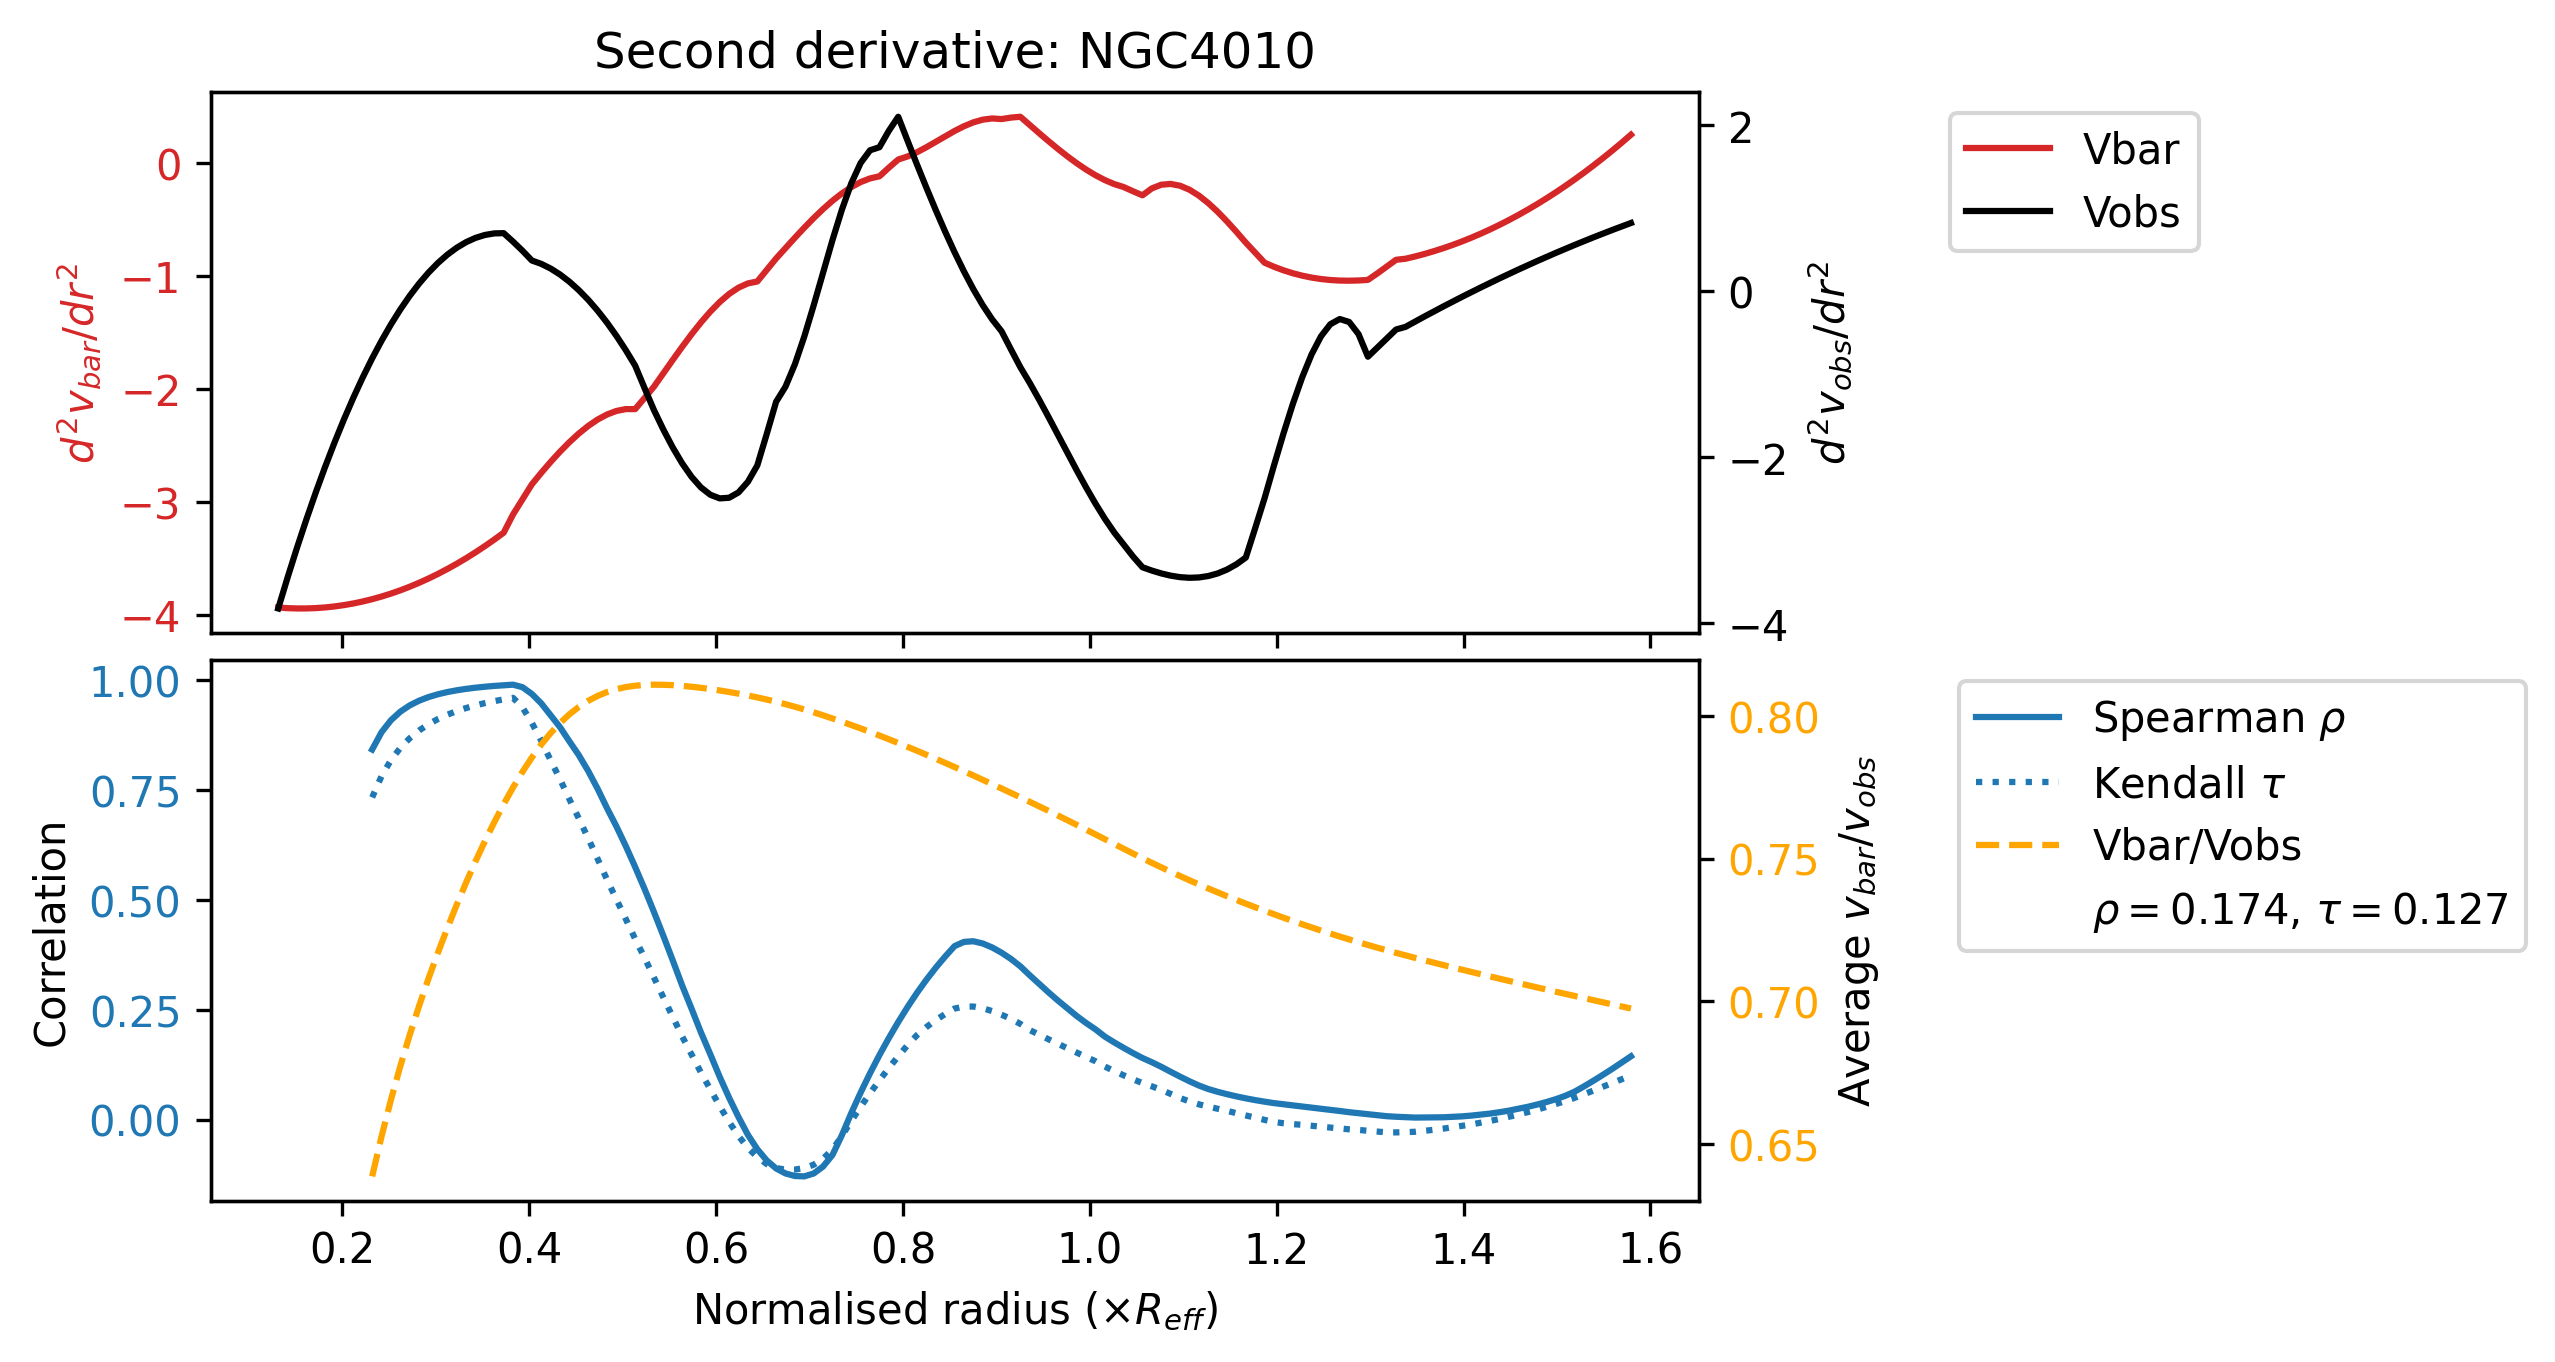 Second derivative: NGC4010
d²v_bar/dr²
0
−1
−2
−3
−4
2
0
−2
−4
d²v_obs/dr²
Vbar
Vobs
Correlation
1.00
0.75
0.50
0.25
0.00
0.80
0.75
0.70
0.65
Average v_bar/v_obs
Spearman ρ
Kendall τ
Vbar/Vobs
ρ = 0.174, τ = 0.127
0.2 0.4 0.6 0.8 1.0 1.2 1.4 1.6
Normalised radius (×R_eff)